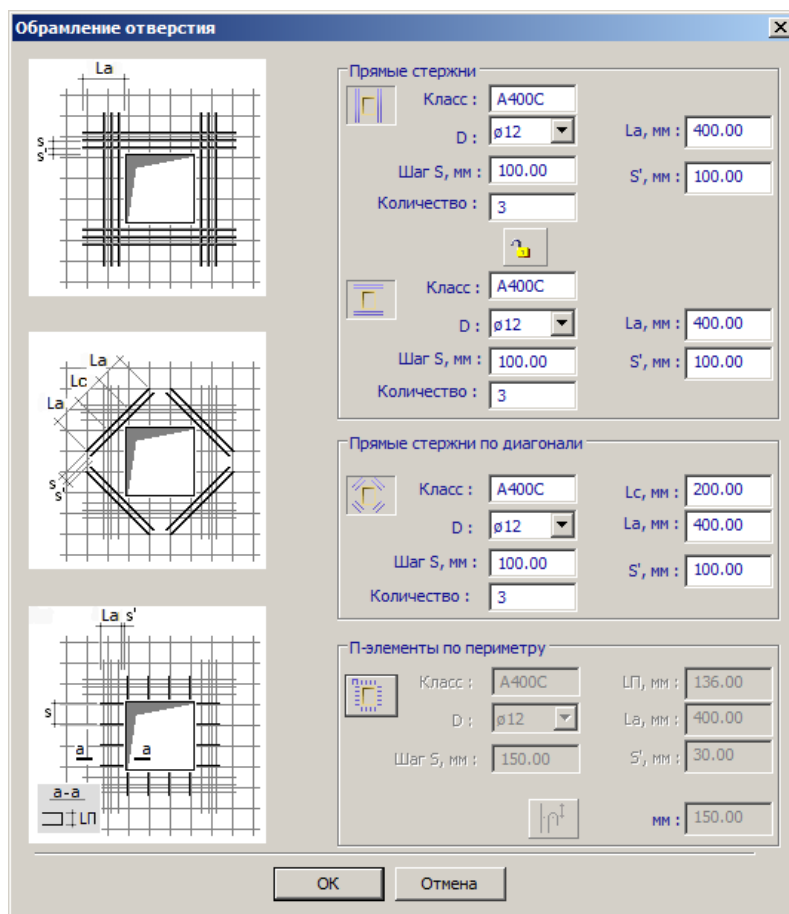 Обрамление отверстия
La
s
s'
La
Lc
La
s
s'
La s'
s
a a
a-a
LП
Прямые стержни
Класс : A400C
D : ø12 La, мм : 400.00
Шаг S, мм : 100.00 S', мм : 100.00
Количество : 3
Класс : A400C
D : ø12 La, мм : 400.00
Шаг S, мм : 100.00 S', мм : 100.00
Количество : 3
Прямые стержни по диагонали
Класс : A400C Lc, мм : 200.00
D : ø12 La, мм : 400.00
Шаг S, мм : 100.00 S', мм : 100.00
Количество : 3
П-элементы по периметру
Класс : A400C LП, мм : 136.00
D : ø12 La, мм : 400.00
Шаг S, мм : 150.00 S', мм : 30.00
мм : 150.00
OK Отмена